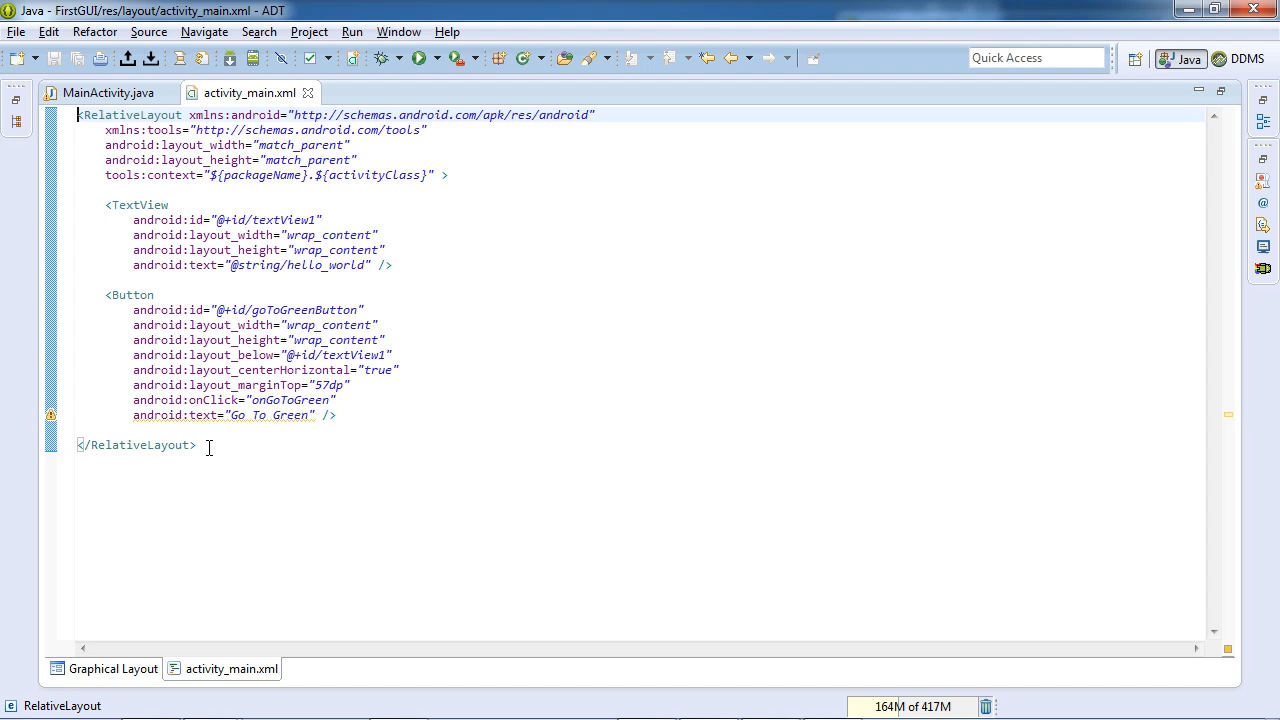 Java - FirstGUI/res/layout/activity_main.xml - ADT
File Edit Refactor Source Navigate Search Project Run Window Help
Quick Access Java DDMS
MainActivity.java activity_main.xml
<RelativeLayout xmlns:android="http://schemas.android.com/apk/res/android"
    xmlns:tools="http://schemas.android.com/tools"
    android:layout_width="match_parent"
    android:layout_height="match_parent"
    tools:context="${packageName}.${activityClass}" >
    <TextView
        android:id="@+id/textView1"
        android:layout_width="wrap_content"
        android:layout_height="wrap_content"
        android:text="@string/hello_world" />
    <Button
        android:id="@+id/goToGreenButton"
        android:layout_width="wrap_content"
        android:layout_height="wrap_content"
        android:layout_below="@+id/textView1"
        android:layout_centerHorizontal="true"
        android:layout_marginTop="57dp"
        android:onClick="onGoToGreen"
        android:text="Go To Green" />
</RelativeLayout>
Graphical Layout activity_main.xml
RelativeLayout 164M of 417M